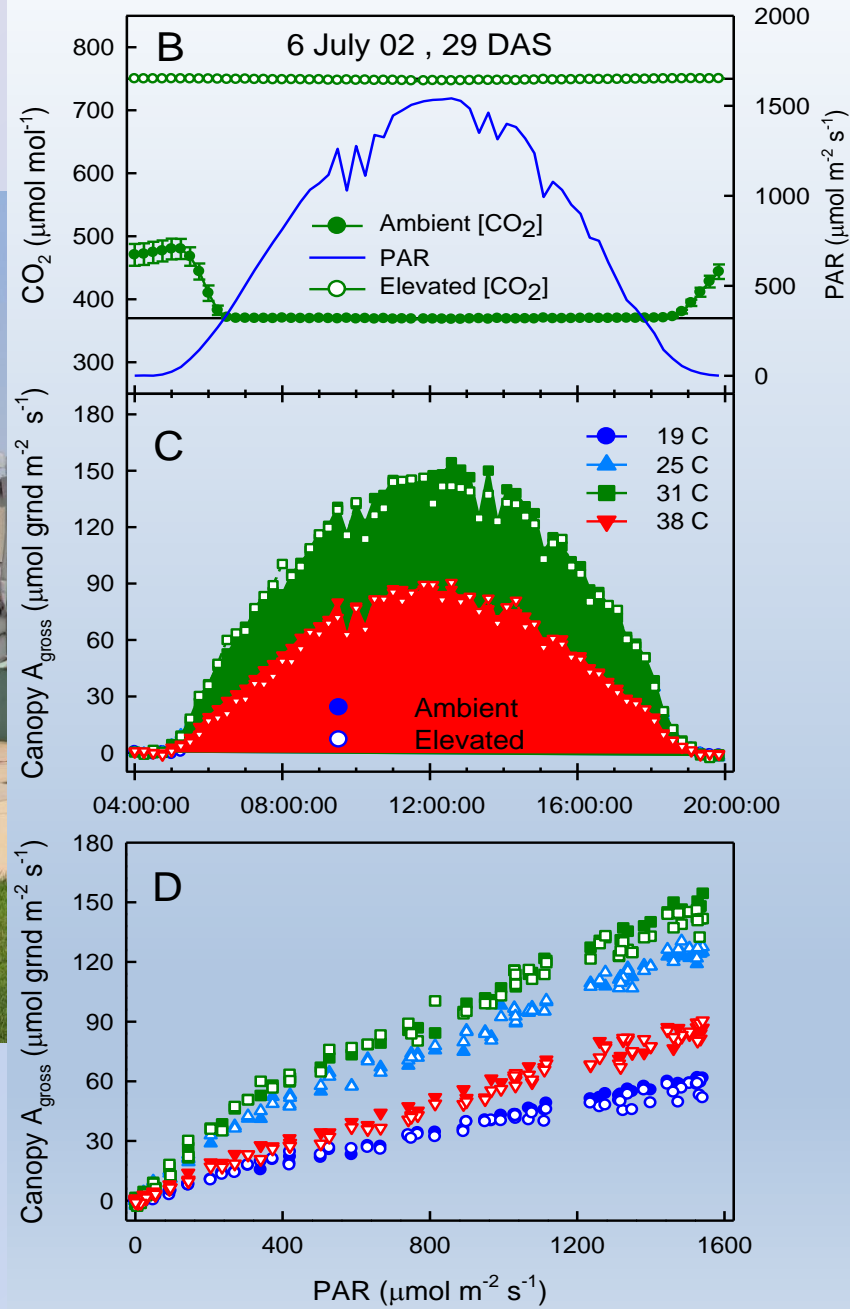 B
6 July 02 , 29 DAS
2000
800
700
1500
600
1000
500
400
500
300
0
CO₂ (μmol mol⁻¹)
PAR (μmol m⁻² s⁻¹)
Ambient [CO₂]
PAR
Elevated [CO₂]
C
180
150
120
90
60
30
0
Canopy A gross (μmol grnd m⁻² s⁻¹)
19 C
25 C
31 C
38 C
Ambient
Elevated
04:00:00 08:00:00 12:00:00 16:00:00 20:00:00
D
180
150
120
90
60
30
0
Canopy A gross (μmol grnd m⁻² s⁻¹)
0 400 800 1200 1600
PAR (μmol m⁻² s⁻¹)